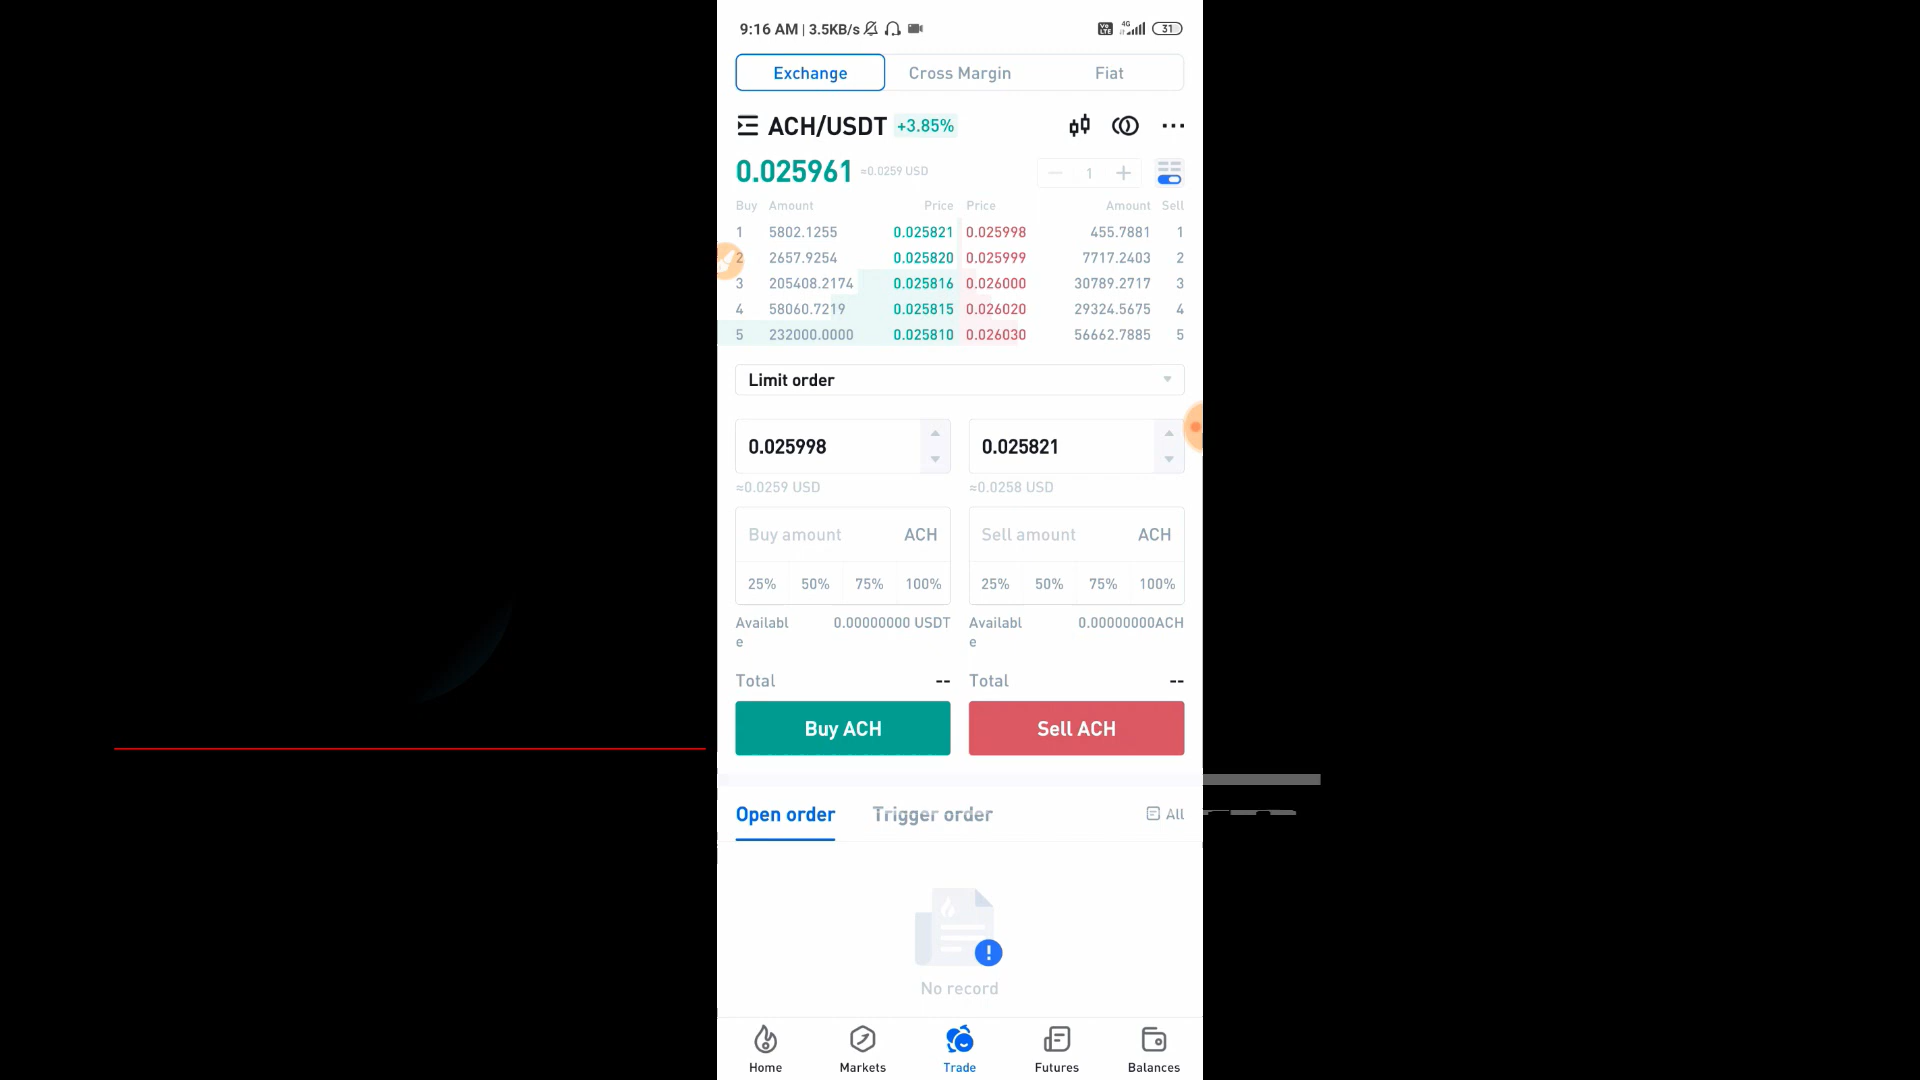 9:16 AM | 3.5KB/s 4G 31
Exchange Cross Margin Fiat
ACH/USDT +3.85%
0.025961 ≈0.0259 USD 1
Buy Amount Price Price Amount Sell
1 5802.1255 0.025821 0.025998 455.7881 1
2 2657.9254 0.025820 0.025999 7717.2403 2
3 205408.2174 0.025816 0.026000 30789.2717 3
4 58060.7219 0.025815 0.026020 29324.5675 4
5 232000.0000 0.025810 0.026030 56662.7885 5
Limit order
0.025998 0.025821
≈0.0259 USD ≈0.0258 USD
Buy amount ACH Sell amount ACH
25% 50% 75% 100% 25% 50% 75% 100%
Availabl 0.00000000 USDT Availabl 0.00000000ACH
e e
Total -- Total --
Buy ACH Sell ACH
Open order Trigger order All
No record
Home Markets Trade Futures Balances